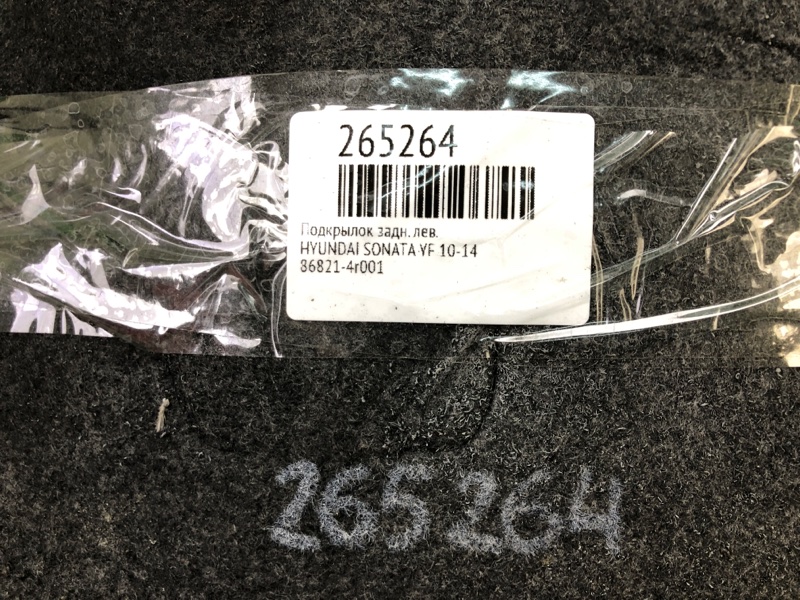 265264
Подкрылок задн. лев.
HYUNDAI SONATA YF 10-14
86821-4r001
265264